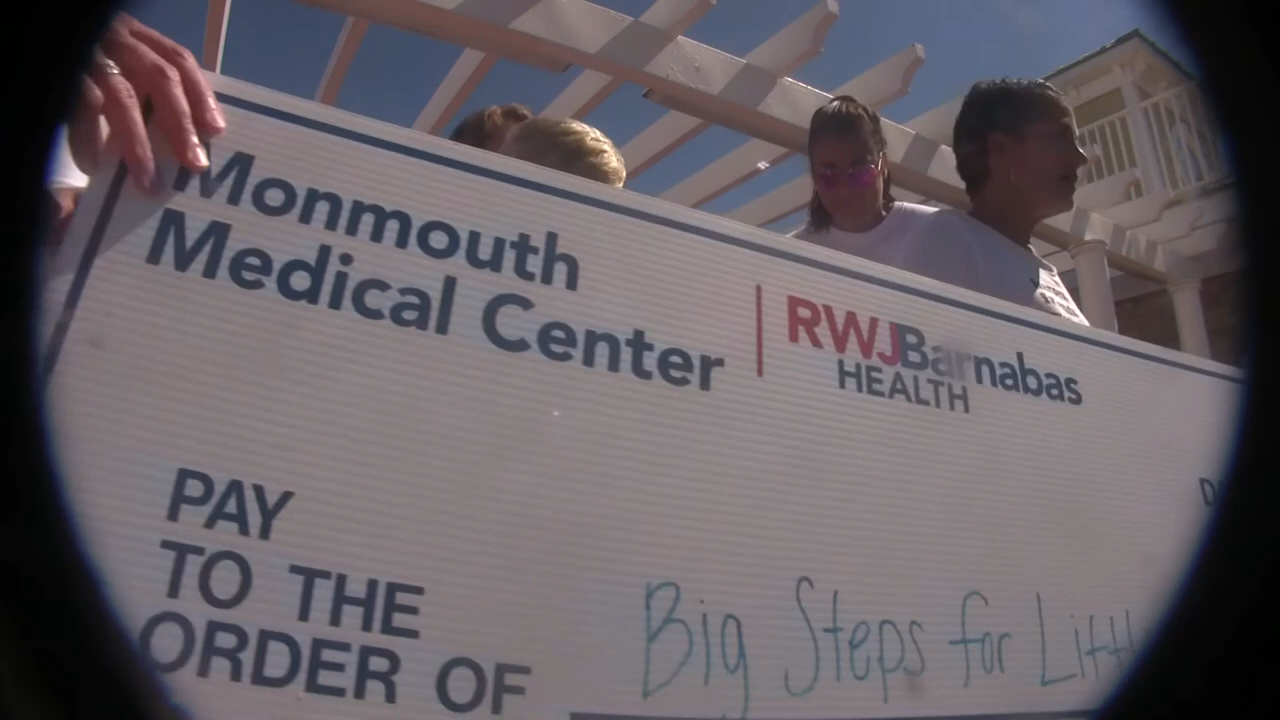 Monmouth
Medical Center
RWJBarnabas
HEALTH
PAY
TO THE
ORDER OF
Big Steps for